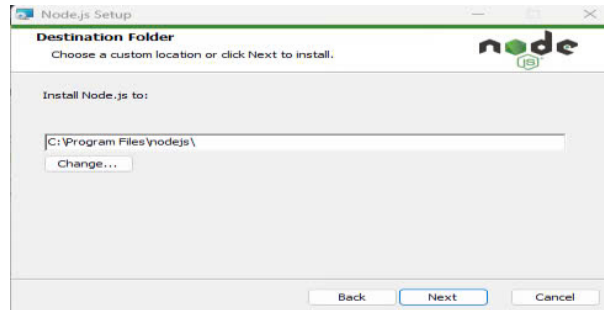 Node.js Setup
Destination Folder
Choose a custom location or click Next to install.
node
JS
Install Node.js to:
C:\Program Files\nodejs\
Change...
Back Next Cancel